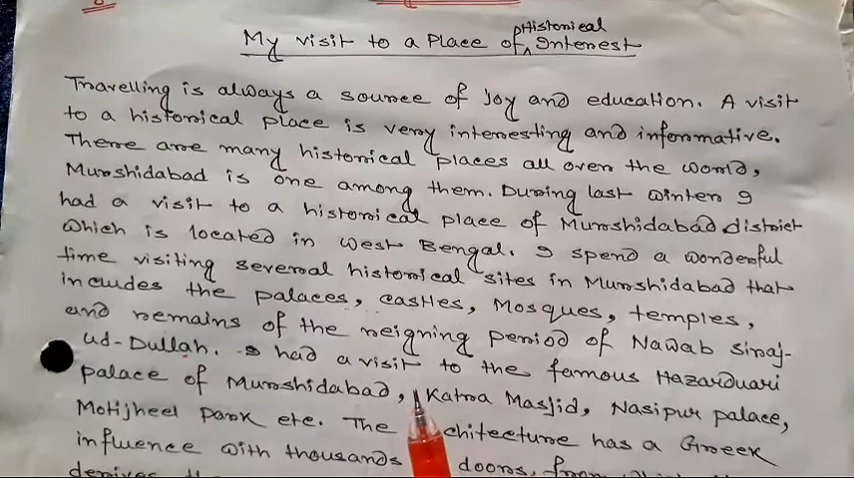 My visit to a Place of Historical Interest
Travelling is always a source of joy and education. A visit
to a historical place is very interesting and informative.
There are many historical places all over the world,
Murshidabad is one among them. During last winter I
had a visit to a historical place of Murshidabad district
which is located in West Bengal. I spend a wonderful
time visiting several historical sites in Murshidabad that
includes the palaces, castles, Mosques, temples,
and remains of the reigning period of Nawab Siraj-
ud-Dullah. I had a visit to the famous Hazarduari
palace of Murshidabad, Katra Masjid, Nasipur palace,
Motijheel Park etc. The chitecture has a Greek
influence with thousands doors, from
derives